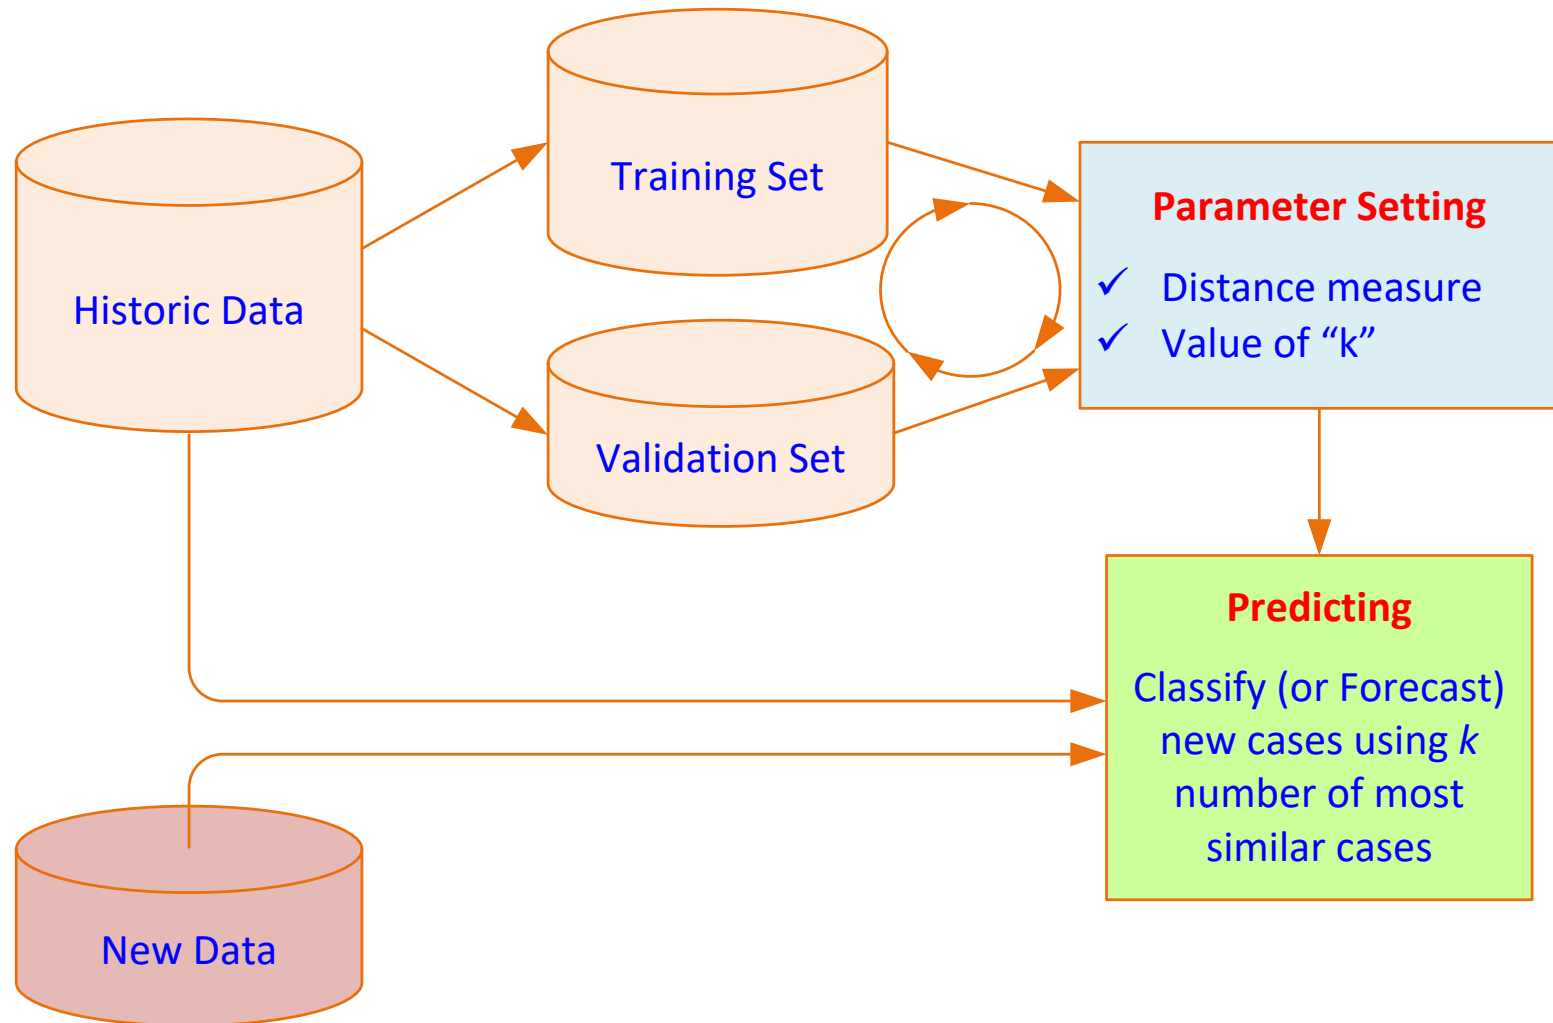 Historic Data
Training Set
Validation Set
Parameter Setting
✓ Distance measure
✓ Value of “k”
Predicting
Classify (or Forecast)
new cases using k
number of most
similar cases
New Data